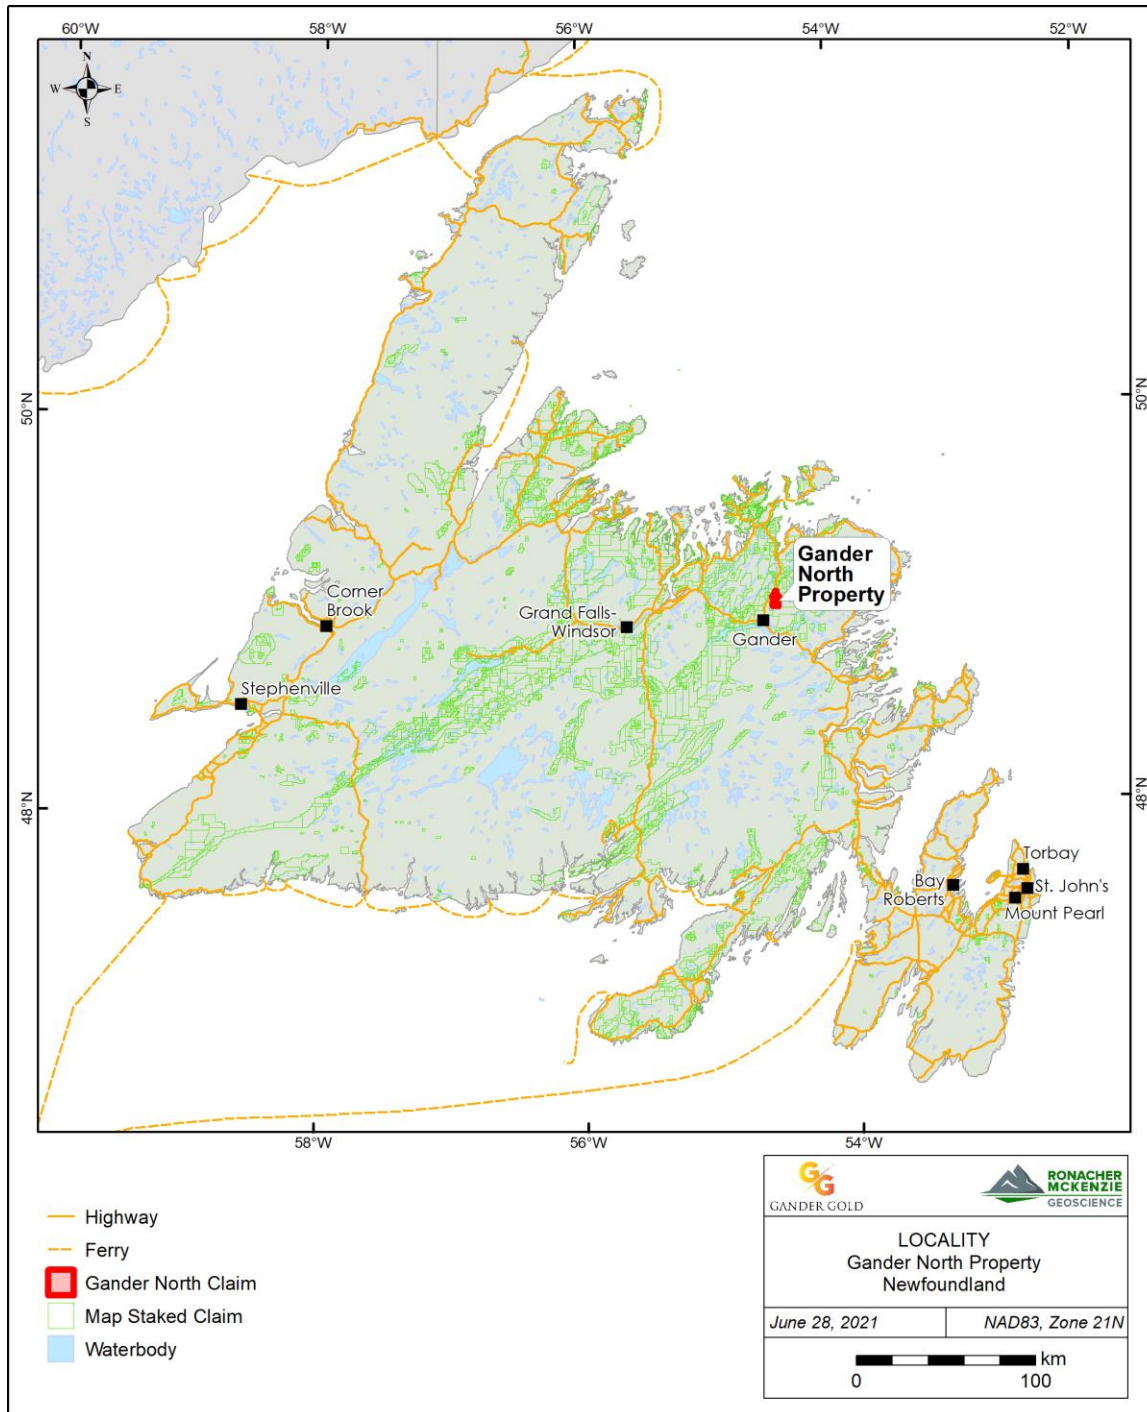 60°W
58°W
56°W
54°W
52°W
N
W
E
S
50°N
50°N
Gander
North
Property
Corner
Brook
Grand Falls-
Windsor
Gander
Stephenville
48°N
48°N
Torbay
Bay
Roberts
St. John's
Mount Pearl
58°W
56°W
54°W
Highway
Ferry
Gander North Claim
Map Staked Claim
Waterbody
GG
GANDER GOLD
RONACHER
MCKENZIE
GEOSCIENCE
LOCALITY
Gander North Property
Newfoundland
June 28, 2021
NAD83, Zone 21N
km
0
100